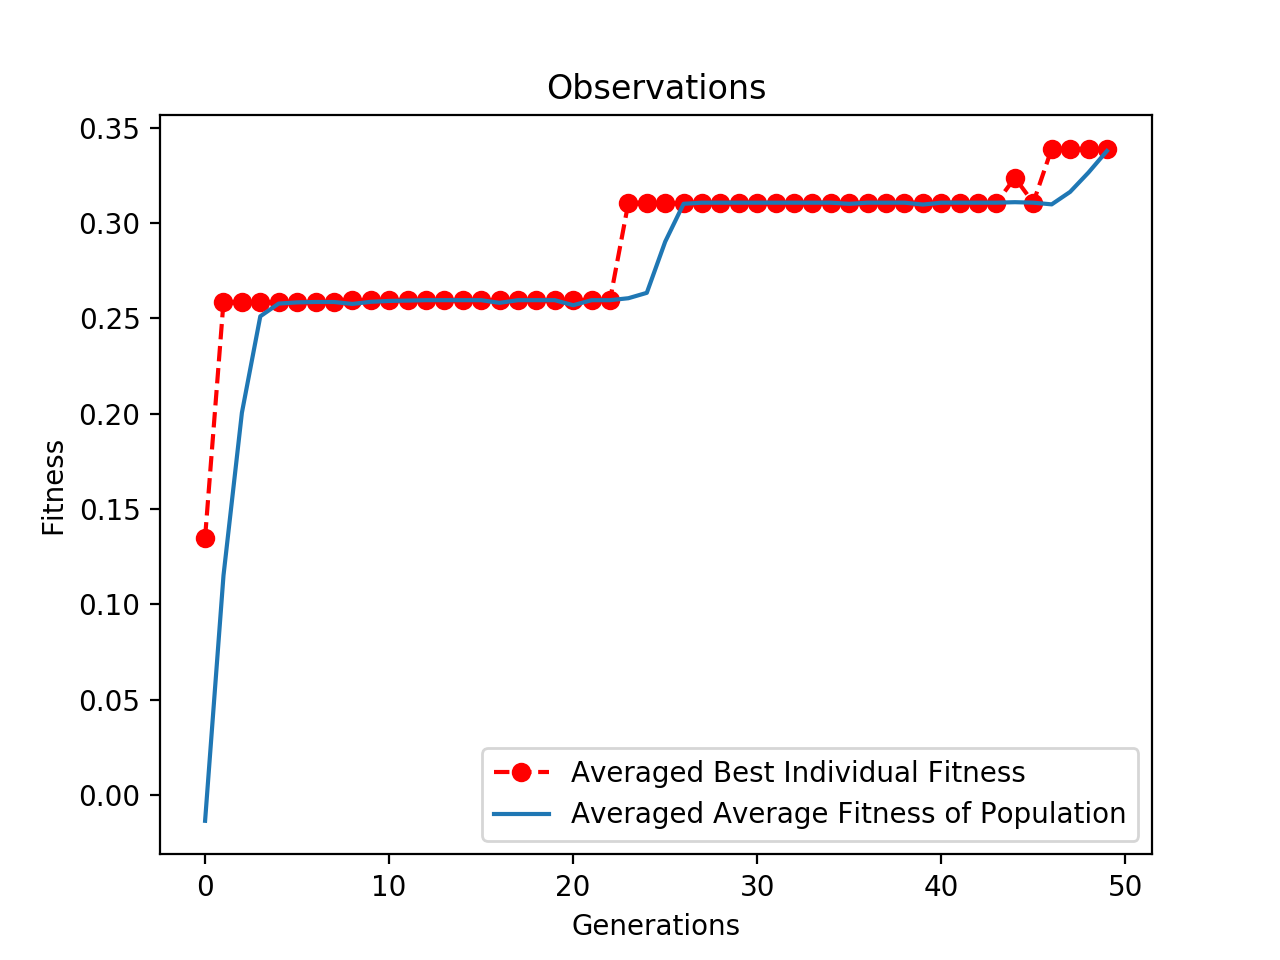 Observations
0.35
0.30
0.25
0.20
0.15
0.10
0.05
0.00
Fitness
Averaged Best Individual Fitness
Averaged Average Fitness of Population
0 10 20 30 40 50
Generations